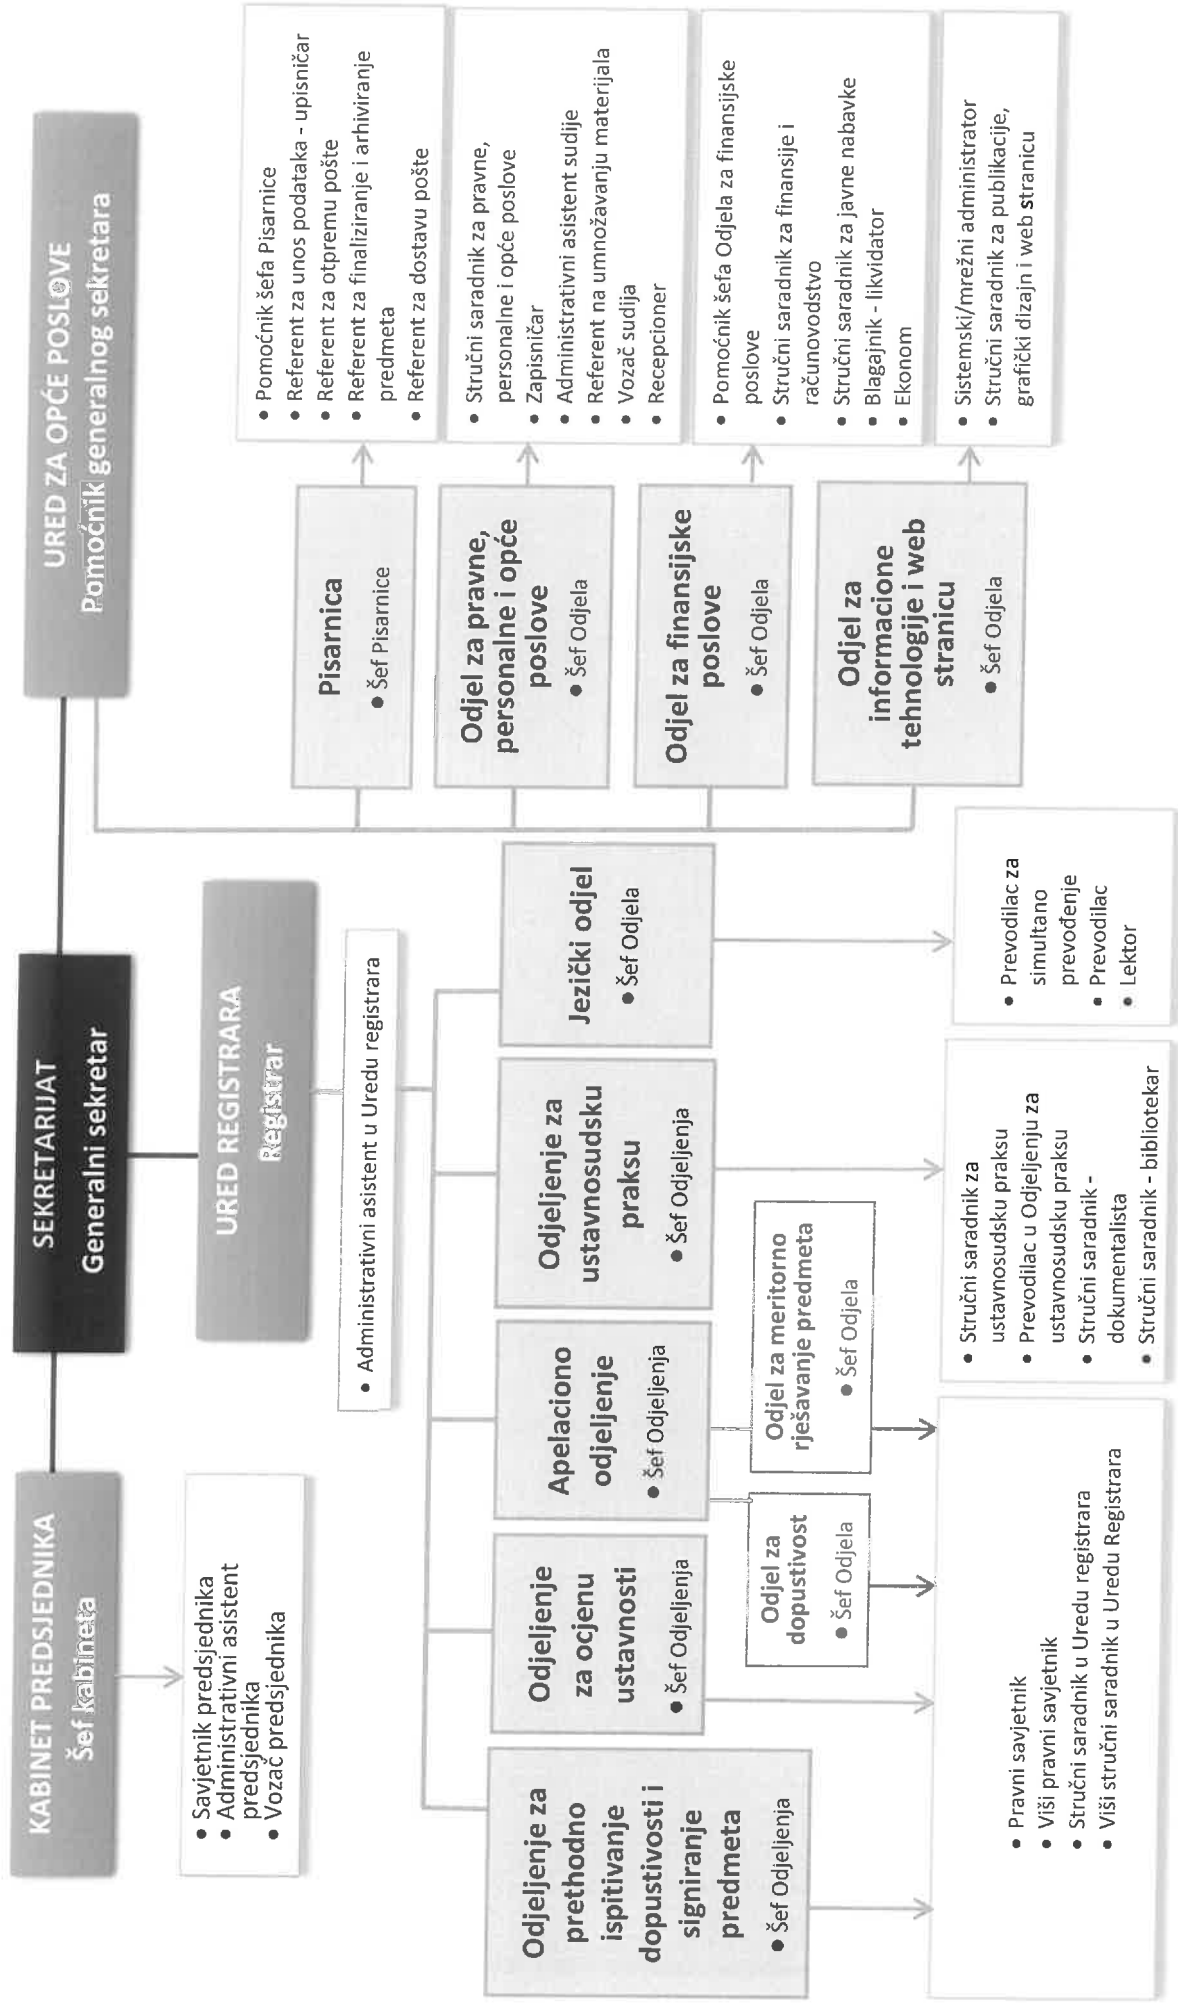 KABINET PREDSJEDNIKA
Šef kabineta
• Savjetnik predsjednika
• Administrativni asistent
predsjednika
• Vozač predsjednika
SEKRETARIJAT
Generalni sekretar
URED ZA OPĆE POSLOVE
Pomoćnik generalnog sekretara
URED REGISTRARA
Registrar
• Administrativni asistent u Uredu registrara
Odjeljenje za
prethodno
ispitivanje
dopustivosti i
signiranje
predmeta
• Šef Odjeljenja
Odjeljenje
za ocjenu
ustavnosti
• Šef Odjeljenja
Apelaciono
odjeljenje
• Šef Odjeljenja
Odjel za
dopustivost
• Šef Odjela
Odjel za meritorno
rješavanje predmeta
• Šef Odjela
Odjeljenje za
ustavnosudsku
praksu
• Šef Odjeljenja
Jezički odjel
• Šef Odjela
• Pravni savjetnik
• Viši pravni savjetnik
• Stručni saradnik u Uredu registrara
• Viši stručni saradnik u Uredu Registrara
• Stručni saradnik za
ustavnosudsku praksu
• Prevodilac u Odjeljenju za
ustavnosudsku praksu
• Stručni saradnik -
dokumentalista
• Stručni saradnik - bibliotekar
• Prevodilac za
simultano
prevođenje
• Prevodilac
• Lektor
Pisarnica
• Šef Pisarnice
• Pomoćnik šefa Pisarnice
• Referent za unos podataka - upisničar
• Referent za otpremu pošte
• Referent za finaliziranje i arhiviranje
predmeta
• Referent za dostavu pošte
Odjel za pravne,
personalne i opće
poslove
• Šef Odjela
• Stručni saradnik za pravne,
personalne i opće poslove
• Zapisničar
• Administrativni asistent sudije
• Referent na umnožavanju materijala
• Vozač sudija
• Recepcioner
Odjel za finansijske
poslove
• Šef Odjela
• Pomoćnik šefa Odjela za finansijske
poslove
• Stručni saradnik za finansije i
računovodstvo
• Stručni saradnik za javne nabavke
• Blagajnik - likvidator
• Ekonom
Odjel za
informacione
tehnologije i web
stranicu
• Šef Odjela
• Sistemski/mrežni administrator
• Stručni saradnik za publikacije,
grafički dizajn i web stranicu